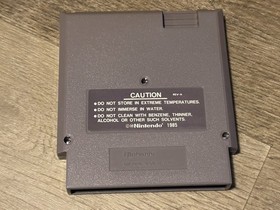 CAUTION REV-A
● DO NOT STORE IN EXTREME TEMPERATURES.
● DO NOT IMMERSE IN WATER.
● DO NOT CLEAN WITH BENZENE, THINNER,
ALCOHOL OR OTHER SUCH SOLVENTS.
©®Nintendo® 1985